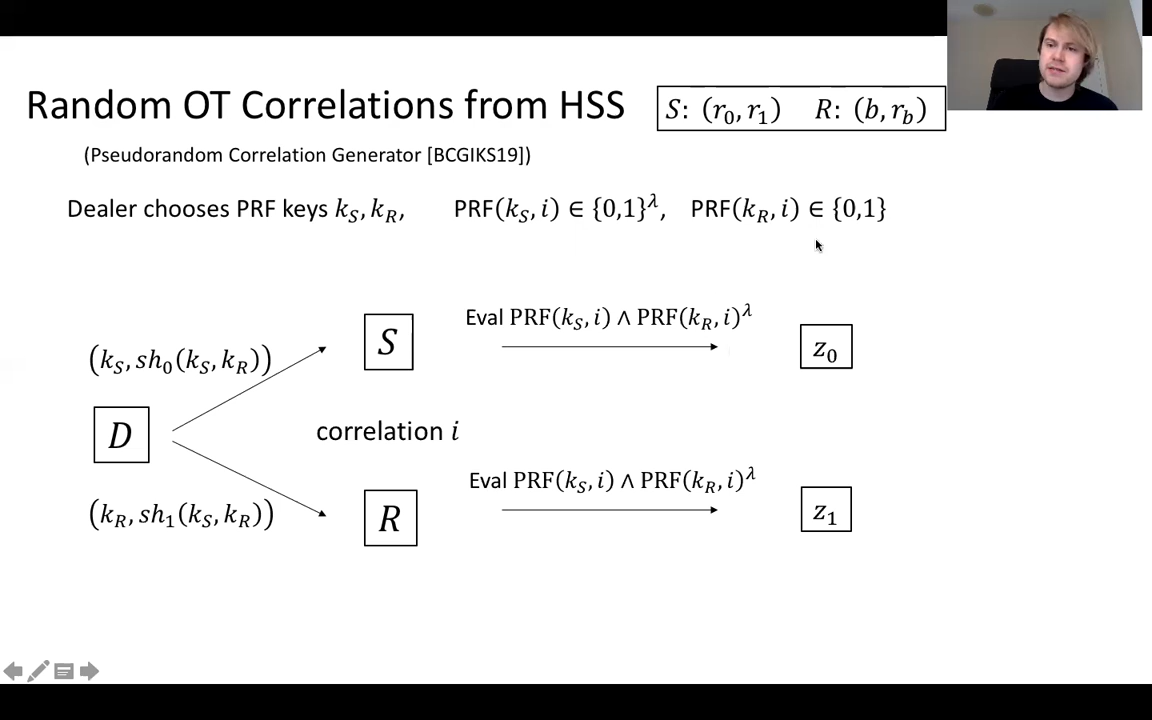 Random OT Correlations from HSS
S: (r₀, r₁) R: (b, r_b)
(Pseudorandom Correlation Generator [BCGIKS19])
Dealer chooses PRF keys k_S, k_R, PRF(k_S, i) ∈ {0,1}^λ, PRF(k_R, i) ∈ {0,1}
Eval PRF(k_S, i) ∧ PRF(k_R, i)^λ
(k_S, sh₀(k_S, k_R))
S
z₀
D
correlation i
Eval PRF(k_S, i) ∧ PRF(k_R, i)^λ
(k_R, sh₁(k_S, k_R))
R
z₁